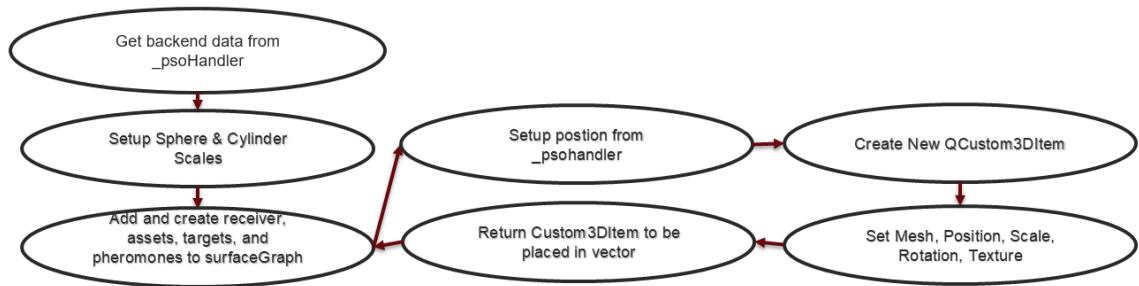 Get backend data from
_psoHandler
Setup Sphere & Cylinder
Scales
Add and create receiver,
assets, targets, and
pheromones to surfaceGraph
Setup postion from
_psohandler
Create New QCustom3DItem
Set Mesh, Position, Scale,
Rotation, Texture
Return Custom3DItem to be
placed in vector